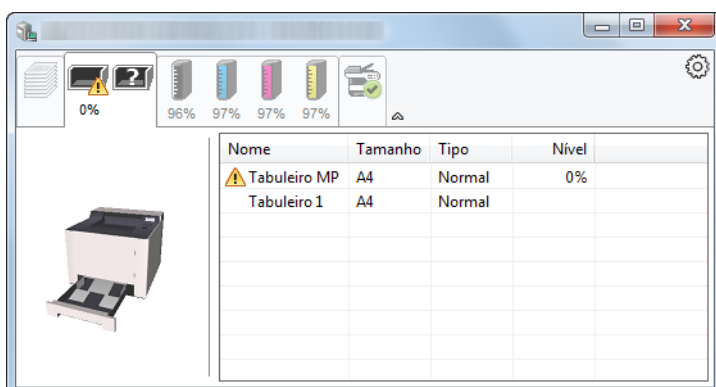 ?
0% 96% 97% 97% 97%
Nome Tamanho Tipo Nível
Tabuleiro MP A4 Normal 0%
Tabuleiro 1 A4 Normal